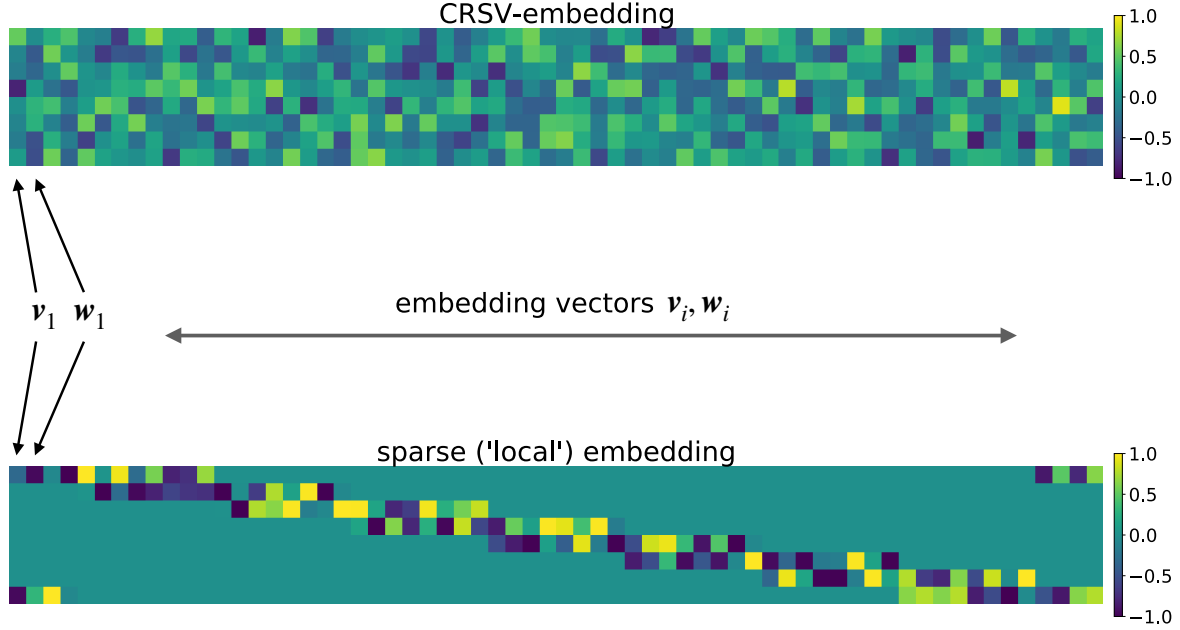 CRSV-embedding
1.0
0.5
0.0
−0.5
−1.0
v₁ w₁
embedding vectors vᵢ, wᵢ
sparse ('local') embedding
1.0
0.5
0.0
−0.5
−1.0